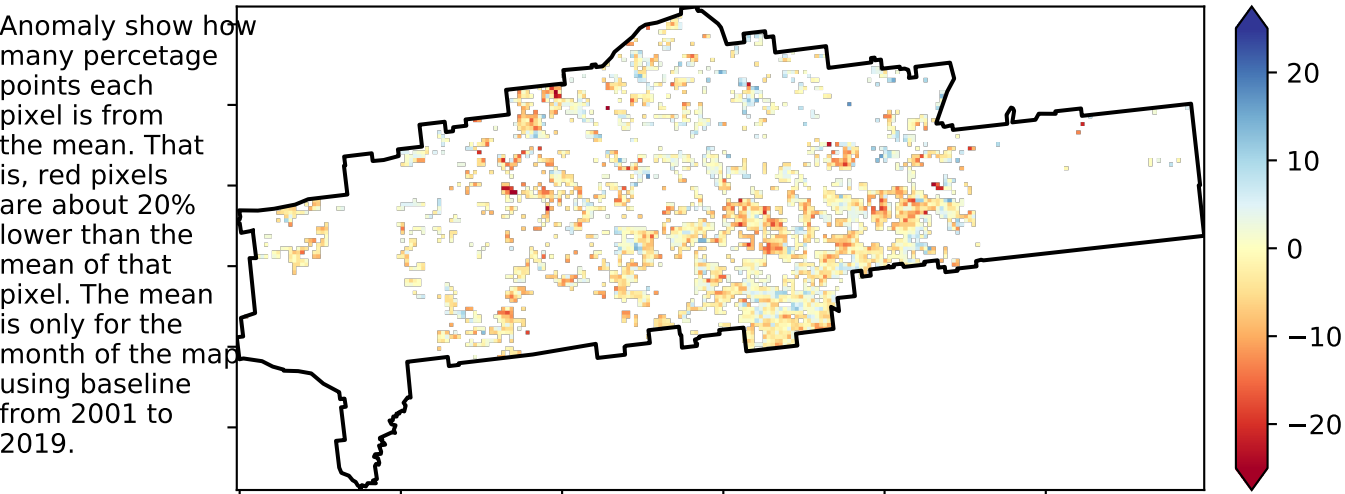 Anomaly show how
many percetage
points each
pixel is from
the mean. That
is, red pixels
are about 20%
lower than the
mean of that
pixel. The mean
is only for the
month of the map
using baseline
from 2001 to
2019.
20
10
0
−10
−20